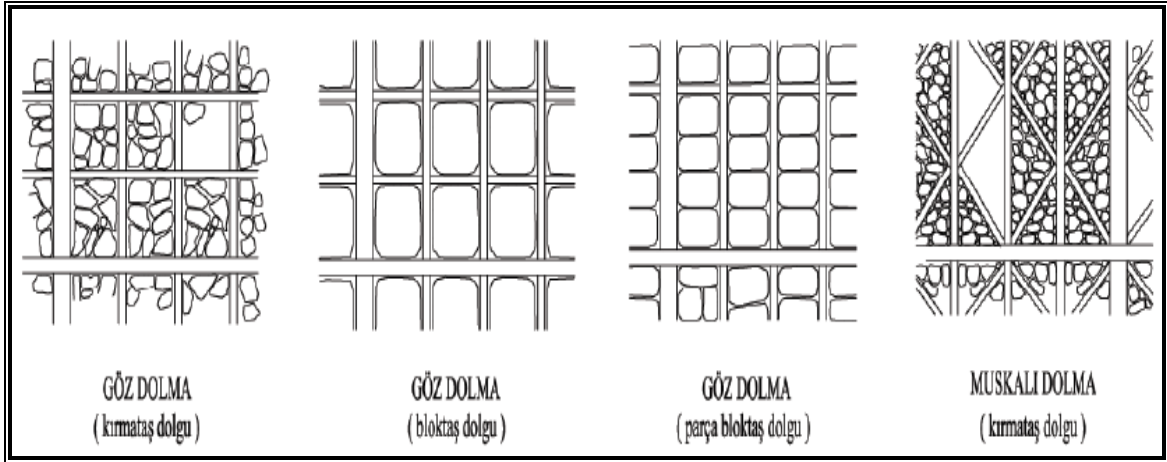 GÖZ DOLMA
( kırmataş dolgu )
GÖZ DOLMA
( bloktaş dolgu )
GÖZ DOLMA
( parça bloktaş dolgu )
MUSKALI DOLMA
( kırmataş dolgu )